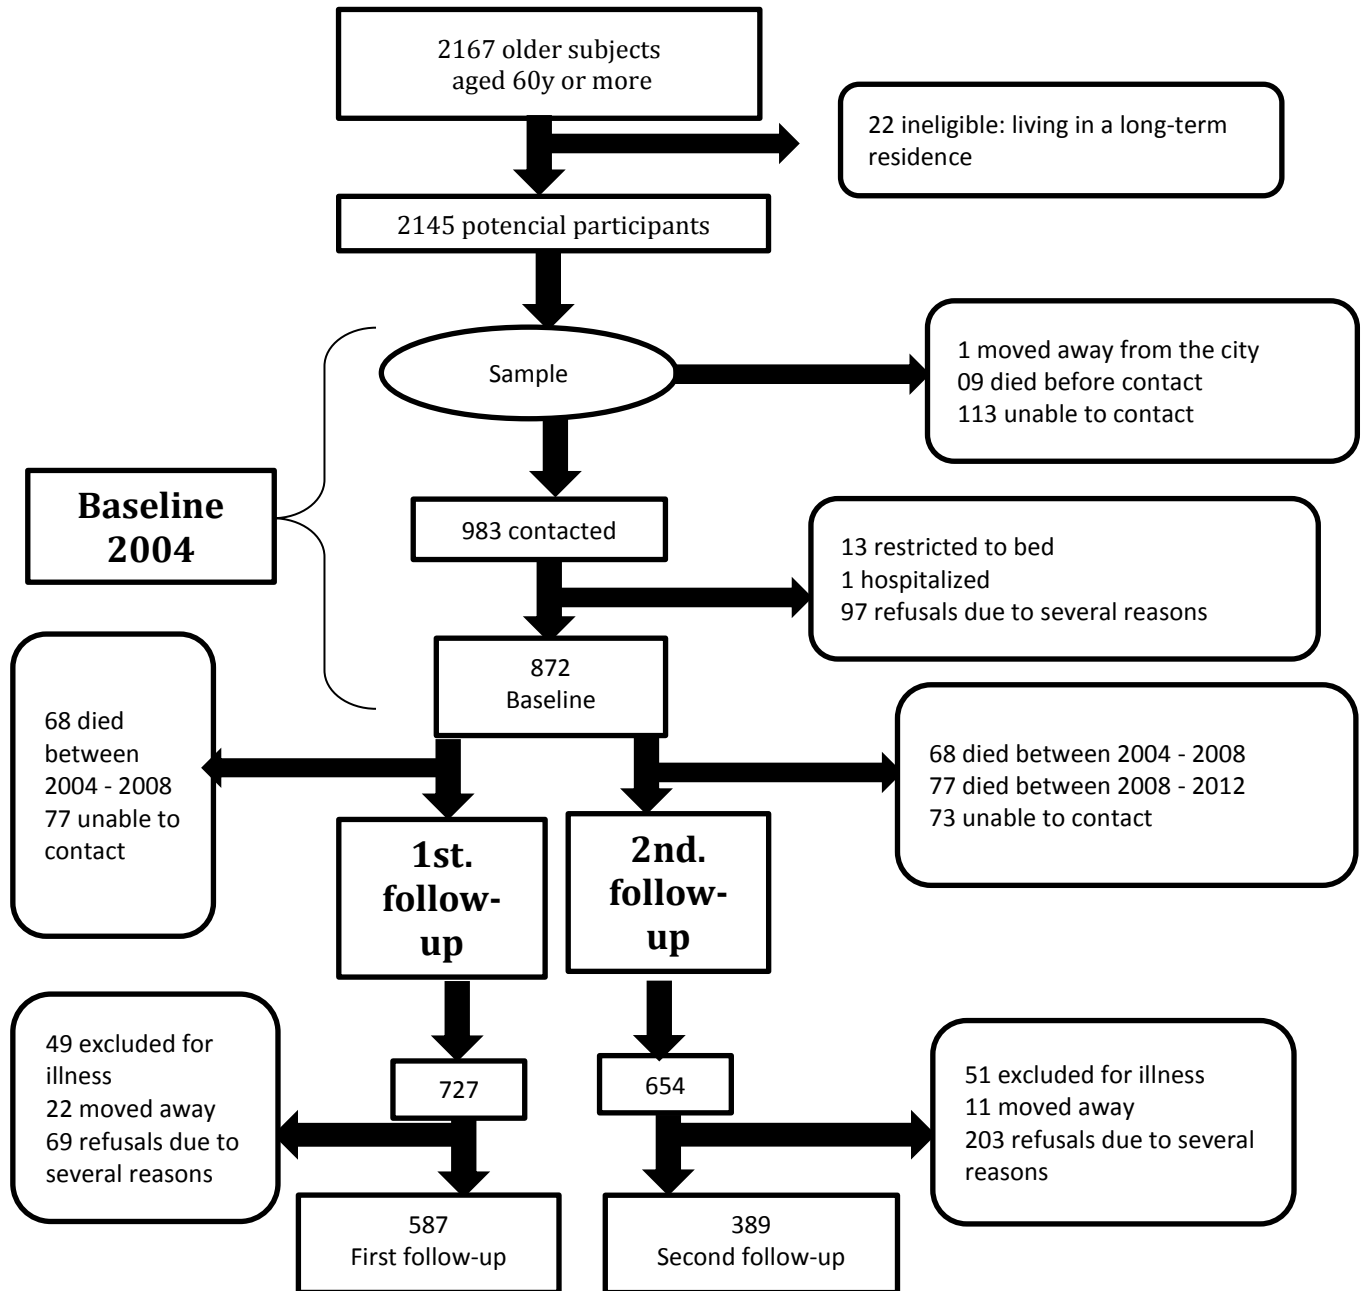 2167 older subjects
aged 60y or more
22 ineligible: living in a long-term
residence
2145 potencial participants
Sample
1 moved away from the city
09 died before contact
113 unable to contact
Baseline
2004
983 contacted
13 restricted to bed
1 hospitalized
97 refusals due to several reasons
872
Baseline
68 died
between
2004 - 2008
77 unable to
contact
68 died between 2004 - 2008
77 died between 2008 - 2012
73 unable to contact
1st.
follow-
up
2nd.
follow-
up
49 excluded for
illness
22 moved away
69 refusals due to
several reasons
727
654
51 excluded for illness
11 moved away
203 refusals due to several
reasons
587
First follow-up
389
Second follow-up